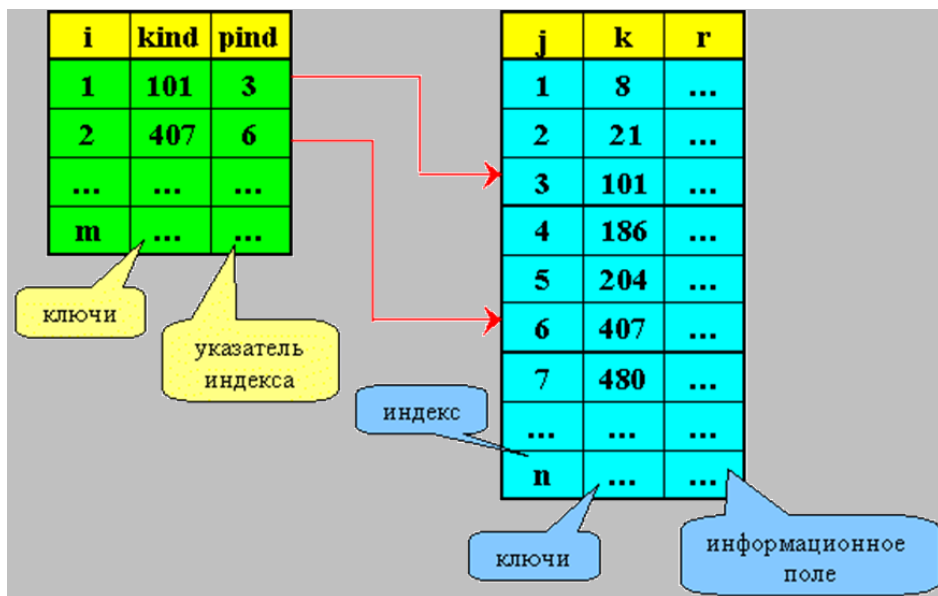 i kind pind
1 101 3
2 407 6
... ... ...
m ... ...
ключи
указатель
индекса
j k r
1 8 ...
2 21 ...
3 101 ...
4 186 ...
5 204 ...
6 407 ...
7 480 ...
... ... ...
n ... ...
индекс
ключи
информационное
поле